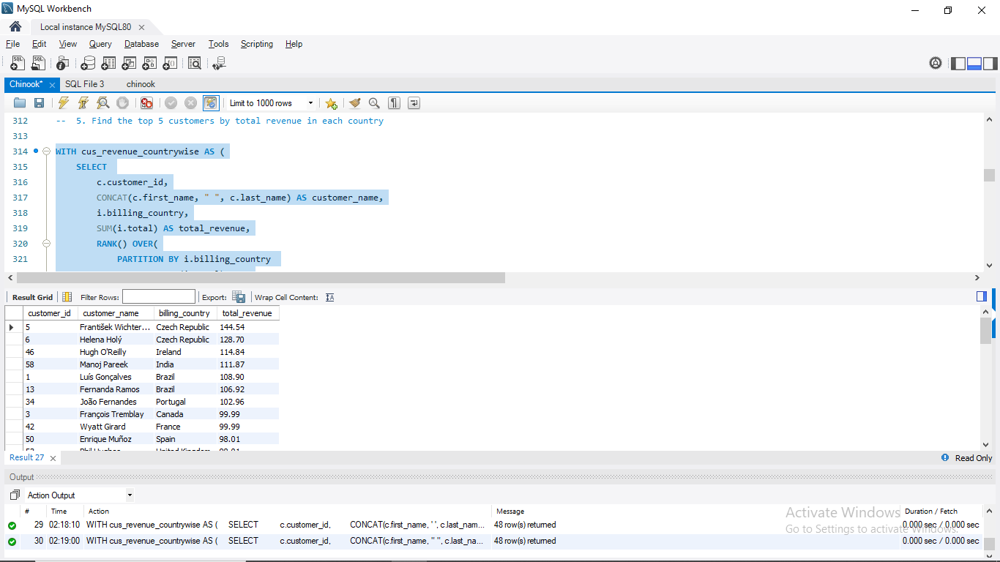 MySQL Workbench
Local instance MySQL80
File Edit View Query Database Server Tools Scripting Help
Chinook* SQL File 3 chinook
Limit to 1000 rows
312 -- 5. Find the top 5 customers by total revenue in each country
313
314 WITH cus_revenue_countrywise AS (
315 SELECT
316 c.customer_id,
317 CONCAT(c.first_name, " ", c.last_name) AS customer_name,
318 i.billing_country,
319 SUM(i.total) AS total_revenue,
320 RANK() OVER(
321 PARTITION BY i.billing_country
Result Grid Filter Rows: Export: Wrap Cell Content:
customer_id customer_name billing_country total_revenue
5 František Wichter... Czech Republic 144.54
6 Helena Holý Czech Republic 128.70
46 Hugh O'Reilly Ireland 114.84
58 Manoj Pareek India 111.87
1 Luís Gonçalves Brazil 108.90
13 Fernanda Ramos Brazil 106.92
34 João Fernandes Portugal 102.96
3 François Tremblay Canada 99.99
42 Wyatt Girard France 99.99
50 Enrique Muñoz Spain 98.01
Result 27 Read Only
Output
Action Output
# Time Action Message Duration / Fetch
29 02:18:10 WITH cus_revenue_countrywise AS ( SELECT c.customer_id, CONCAT(c.first_name, ' ', c.last_nam... 48 row(s) returned 0.000 sec / 0.000 sec
30 02:19:00 WITH cus_revenue_countrywise AS ( SELECT c.customer_id, CONCAT(c.first_name, " ", c.last_na... 48 row(s) returned 0.000 sec / 0.000 sec
Activate Windows
Go to Settings to activate Windows.